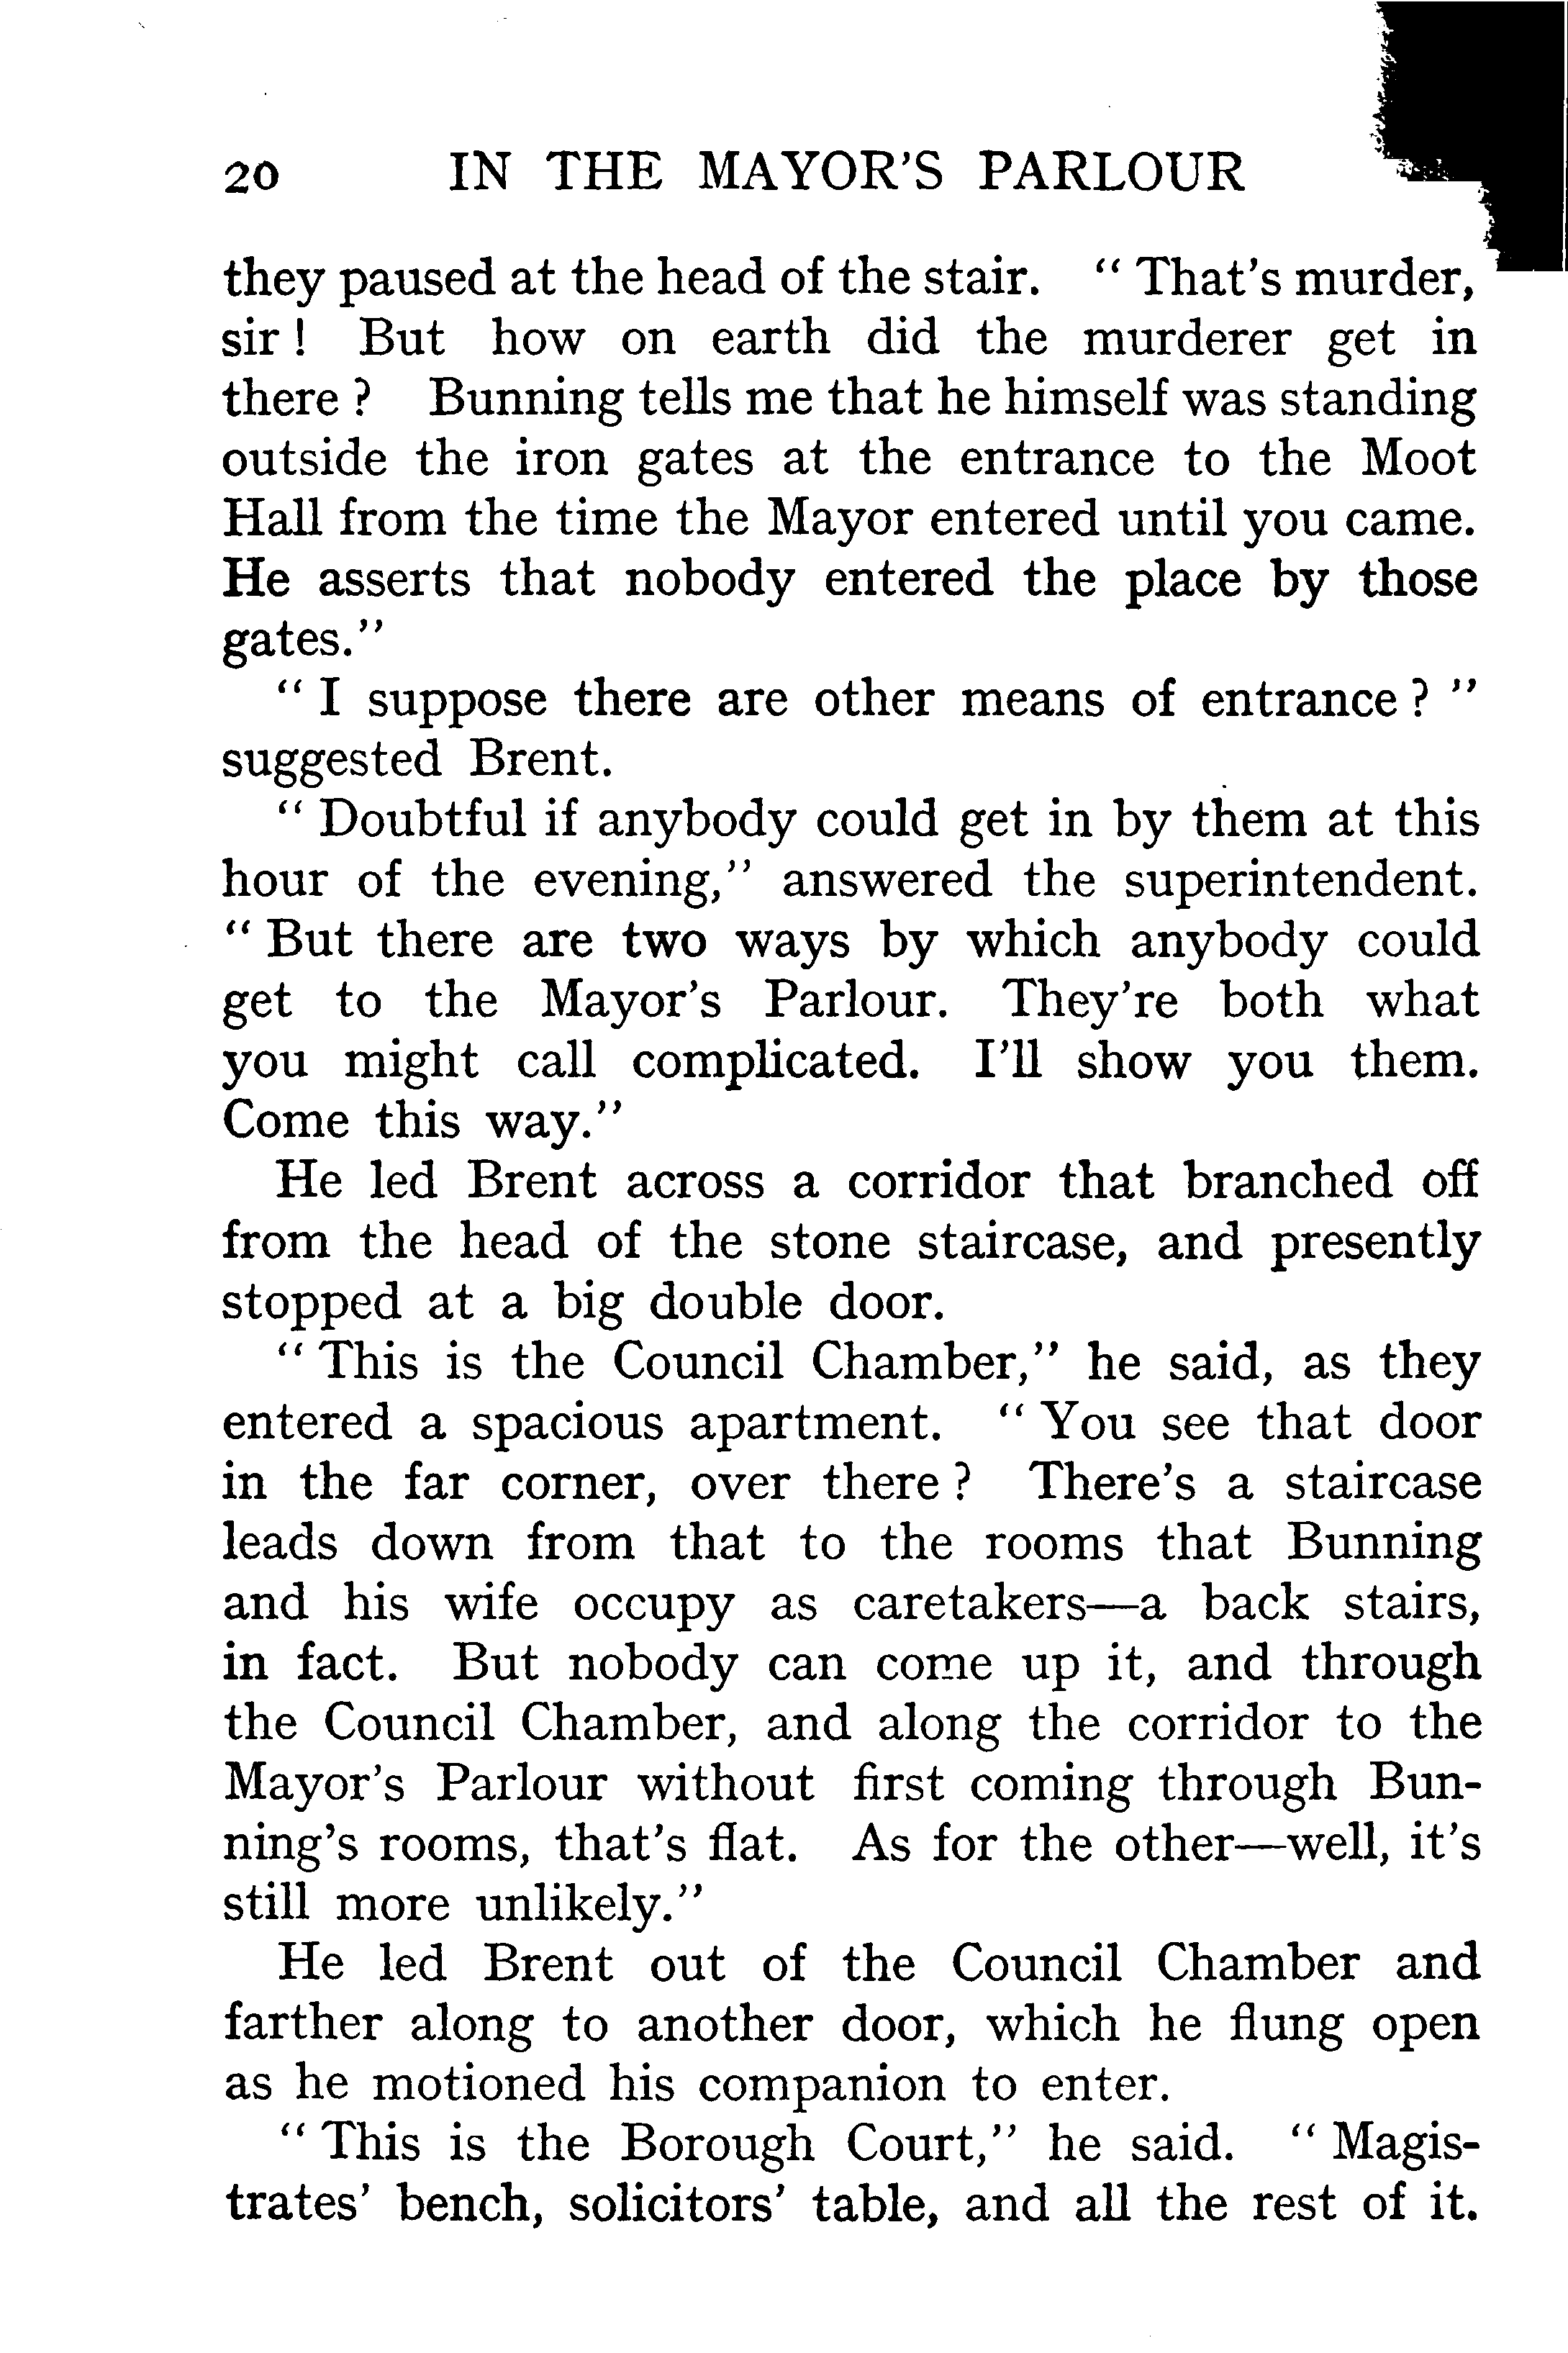 20 IN THE MAYOR'S PARLOUR
they paused at the head of the stair. “ That's murder,
sir ! But how on earth did the murderer get in
there ? Bunning tells me that he himself was standing
outside the iron gates at the entrance to the Moot
Hall from the time the Mayor entered until you came.
He asserts that nobody entered the place by those
gates.”
“ I suppose there are other means of entrance ? ”
suggested Brent.
“ Doubtful if anybody could get in by them at this
hour of the evening,” answered the superintendent.
“ But there are two ways by which anybody could
get to the Mayor's Parlour. They're both what
you might call complicated. I'll show you them.
Come this way.”
He led Brent across a corridor that branched off
from the head of the stone staircase, and presently
stopped at a big double door.
“ This is the Council Chamber,” he said, as they
entered a spacious apartment. “ You see that door
in the far corner, over there ? There's a staircase
leads down from that to the rooms that Bunning
and his wife occupy as caretakers—a back stairs,
in fact. But nobody can come up it, and through
the Council Chamber, and along the corridor to the
Mayor's Parlour without first coming through Bun-
ning's rooms, that's flat. As for the other—well, it's
still more unlikely.”
He led Brent out of the Council Chamber and
farther along to another door, which he flung open
as he motioned his companion to enter.
“ This is the Borough Court,” he said. “ Magis-
trates' bench, solicitors' table, and all the rest of it.